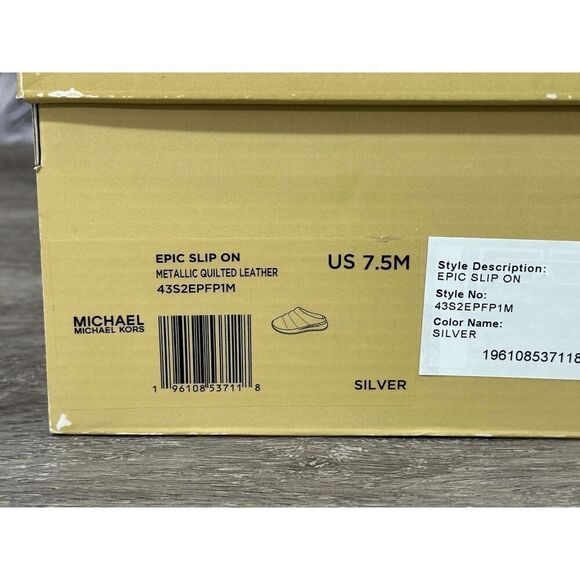 EPIC SLIP ON
METALLIC QUILTED LEATHER
43S2EPFP1M
US 7.5M
MICHAEL
MICHAEL KORS
1 96108 53711 8
SILVER
Style Description:
EPIC SLIP ON
Style No:
43S2EPFP1M
Color Name:
SILVER
196108537118